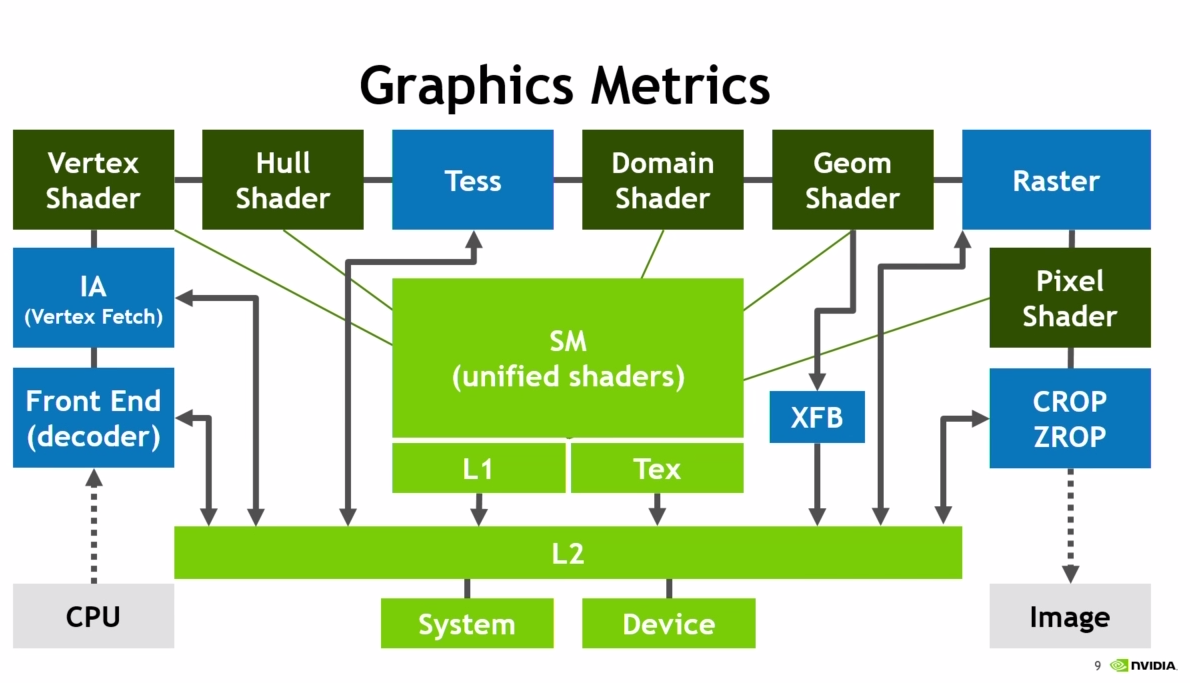 Graphics Metrics
Vertex
Shader
Hull
Shader
Tess
Domain
Shader
Geom
Shader
Raster
IA
(Vertex Fetch)
Pixel
Shader
SM
(unified shaders)
Front End
(decoder)
XFB
CROP
ZROP
L1
Tex
L2
CPU
System
Device
Image
9
NVIDIA.